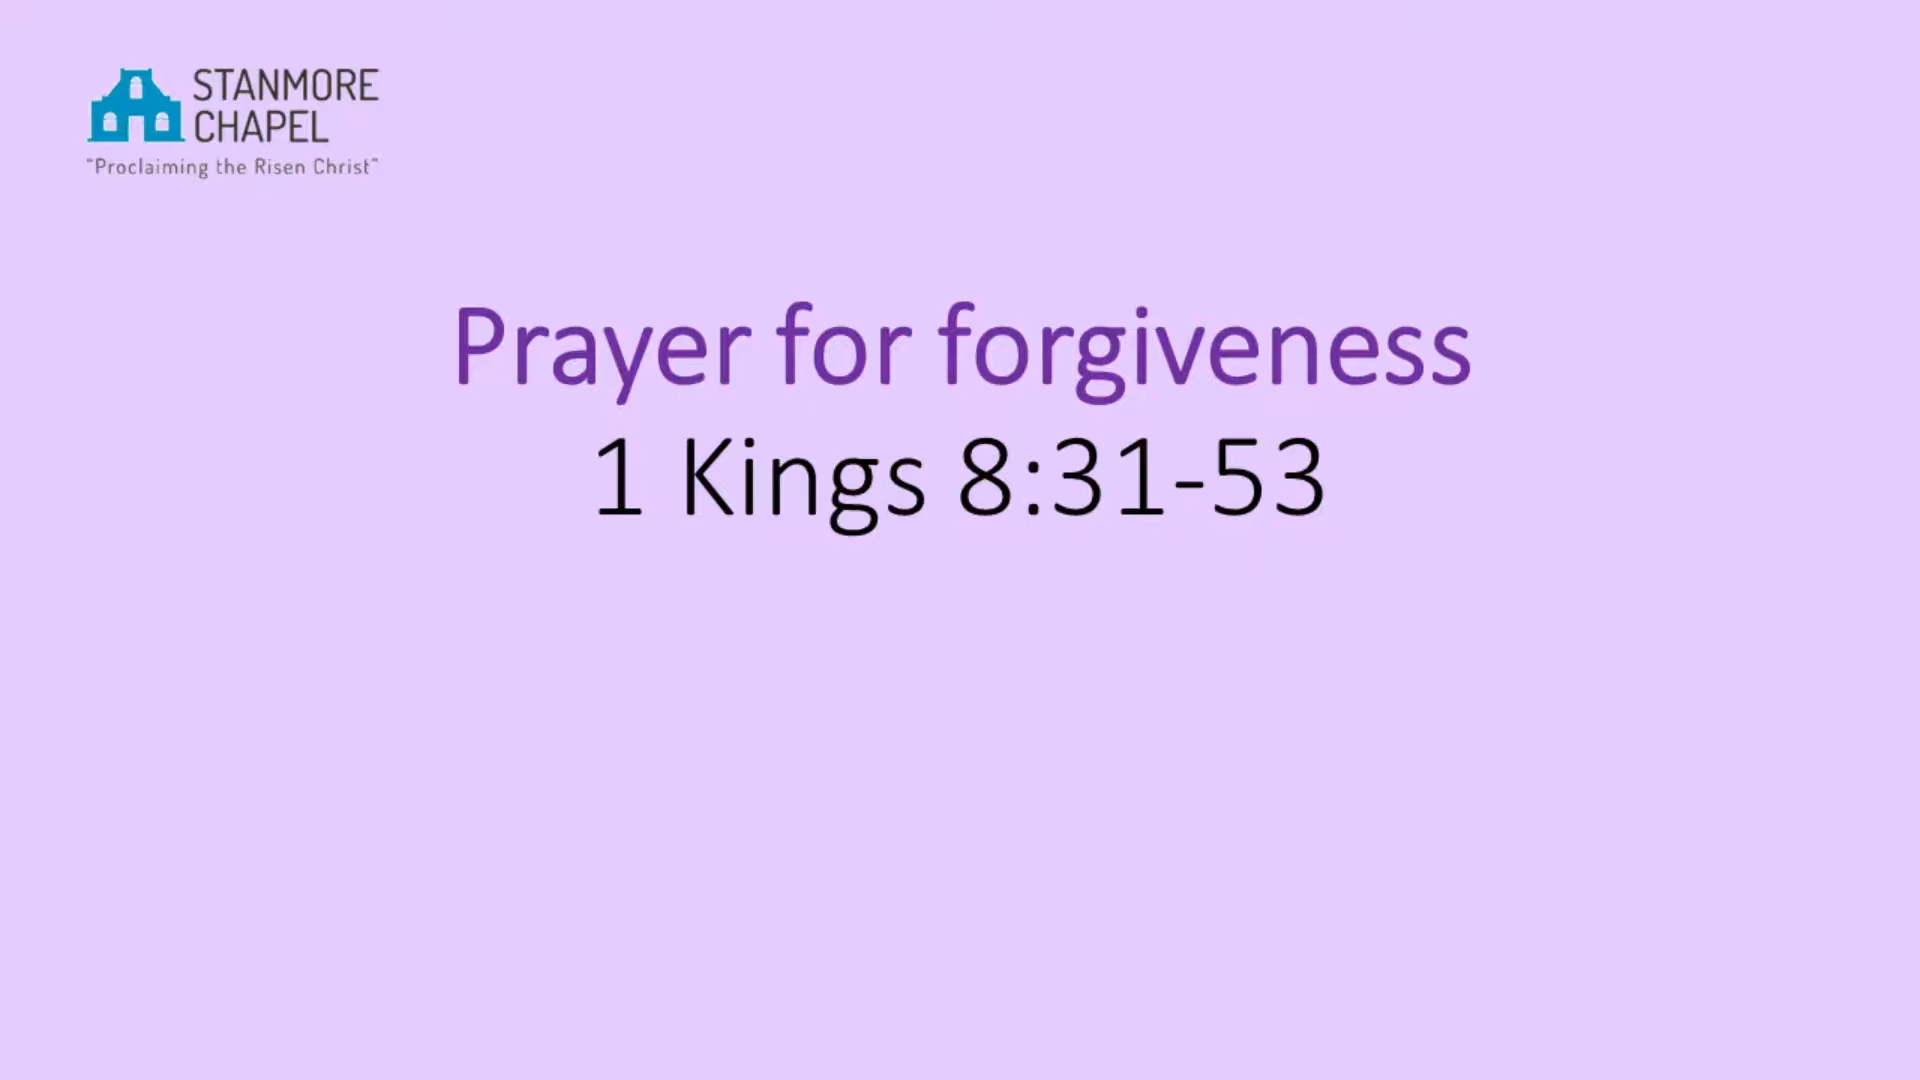 STANMORE
CHAPEL
"Proclaiming the Risen Christ"
Prayer for forgiveness
1 Kings 8:31-53